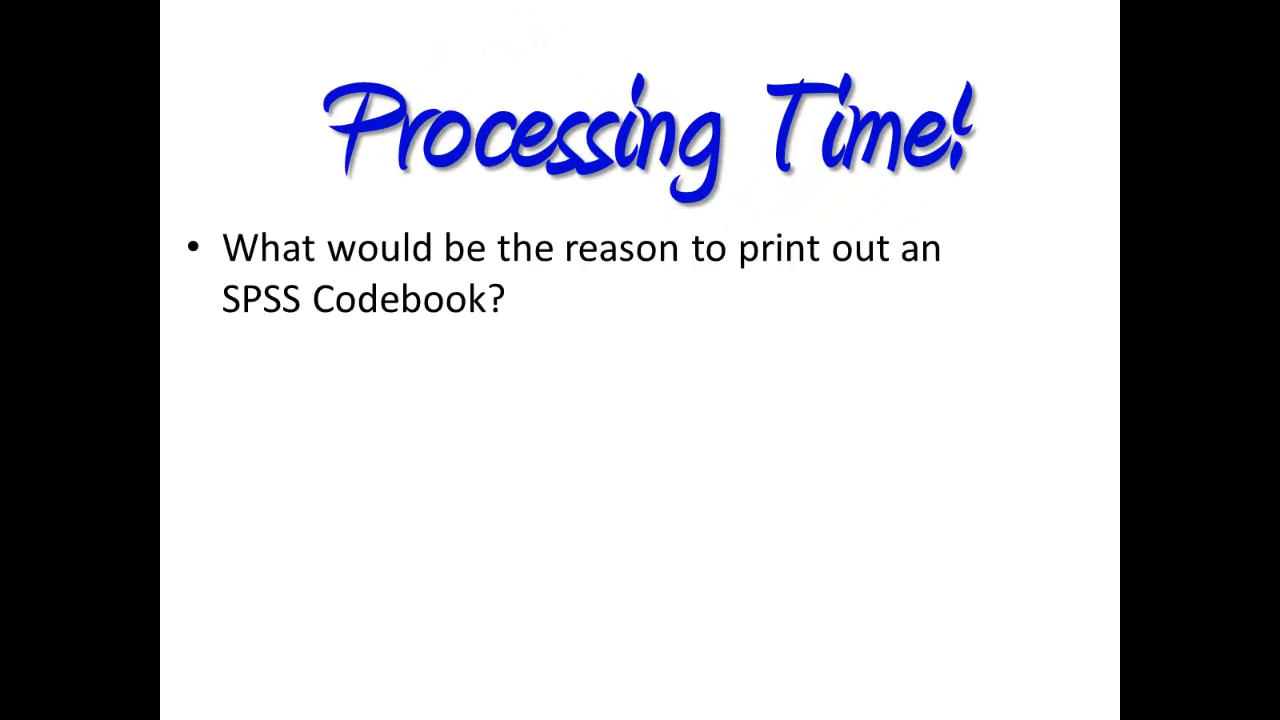 Processing Time!
• What would be the reason to print out an
SPSS Codebook?